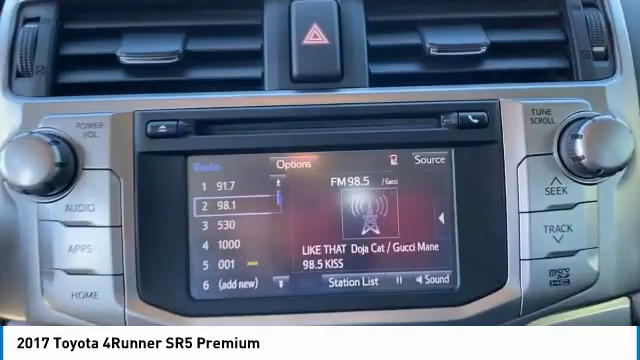 POWER
VOL
TUNE
SCROLL
Radio
Options
Source
1 91.7
2 98.1
3 530
4 1000
5 001
6 (add new)
FM 98.5 / Gucci
LIKE THAT Doja Cat / Gucci Mane
98.5 KISS
Station List
Sound
AUDIO
APPS
HOME
SEEK
TRACK
2017 Toyota 4Runner SR5 Premium